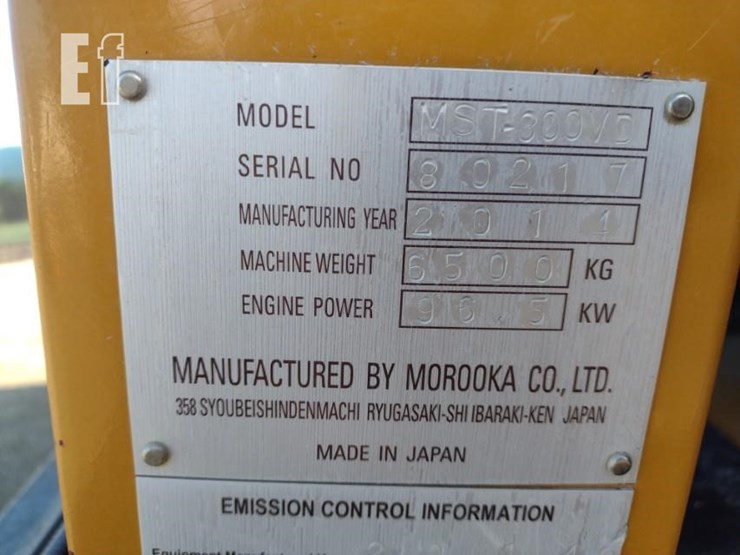 Ef
MODEL MST-800VD
SERIAL NO 80217
MANUFACTURING YEAR 2014
MACHINE WEIGHT 6500 KG
ENGINE POWER 96.5 KW
MANUFACTURED BY MOROOKA CO., LTD.
358 SYOUBEISHINDENMACHI RYUGASAKI-SHI IBARAKI-KEN JAPAN
MADE IN JAPAN
EMISSION CONTROL INFORMATION